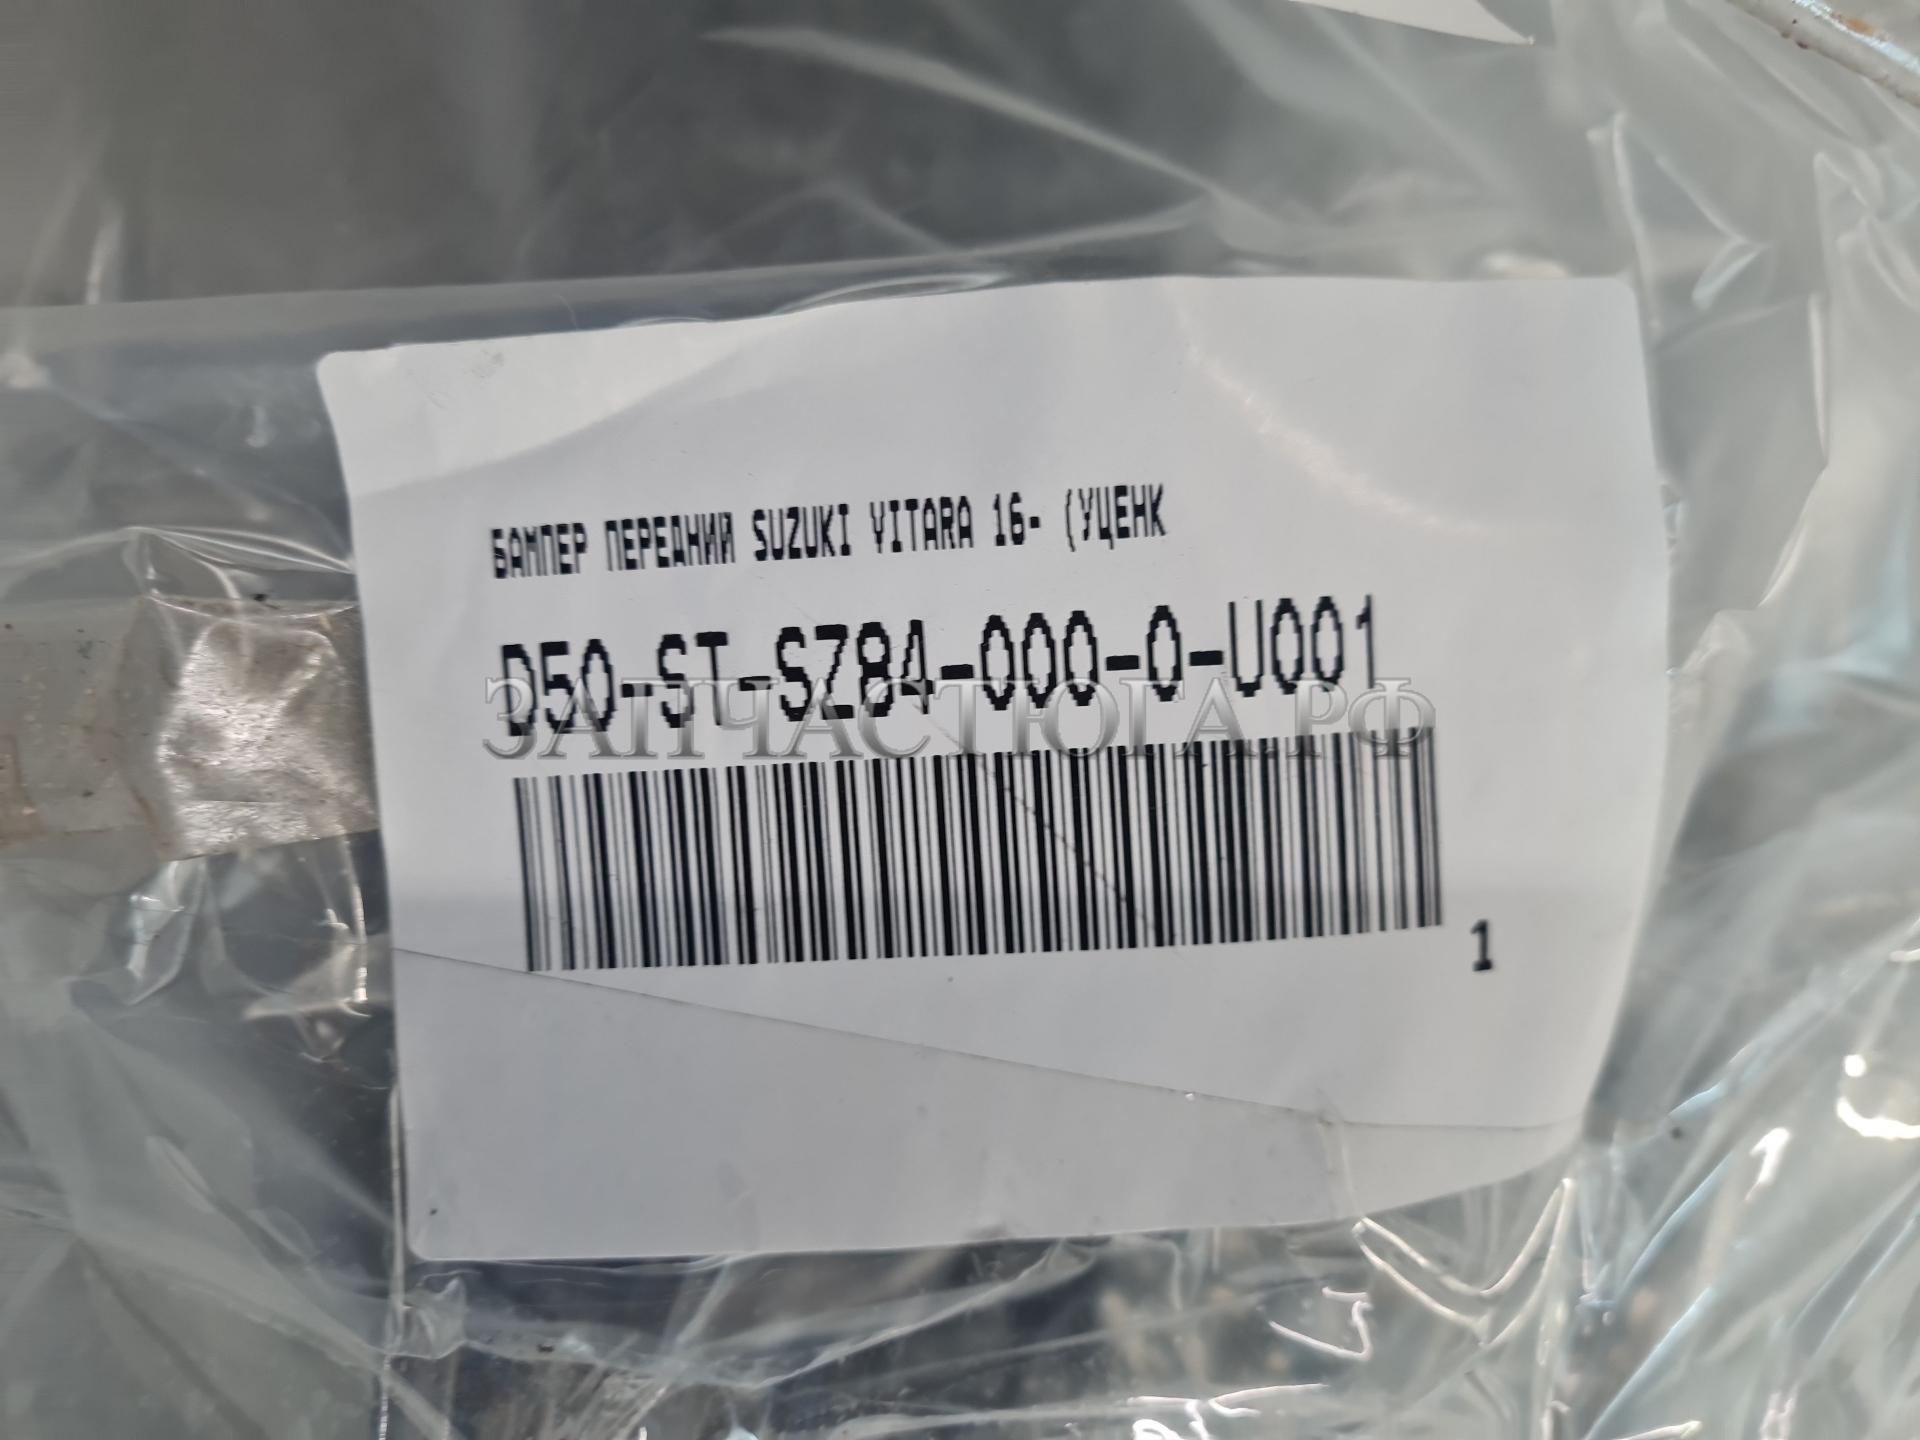 БАМПЕР ПЕРЕДНИЙ SUZUKI VITARA 16- (УЦЕНК
D50-ST-SZ84-000-0-U001
ЗАПЧАСТЮГА.РФ
1